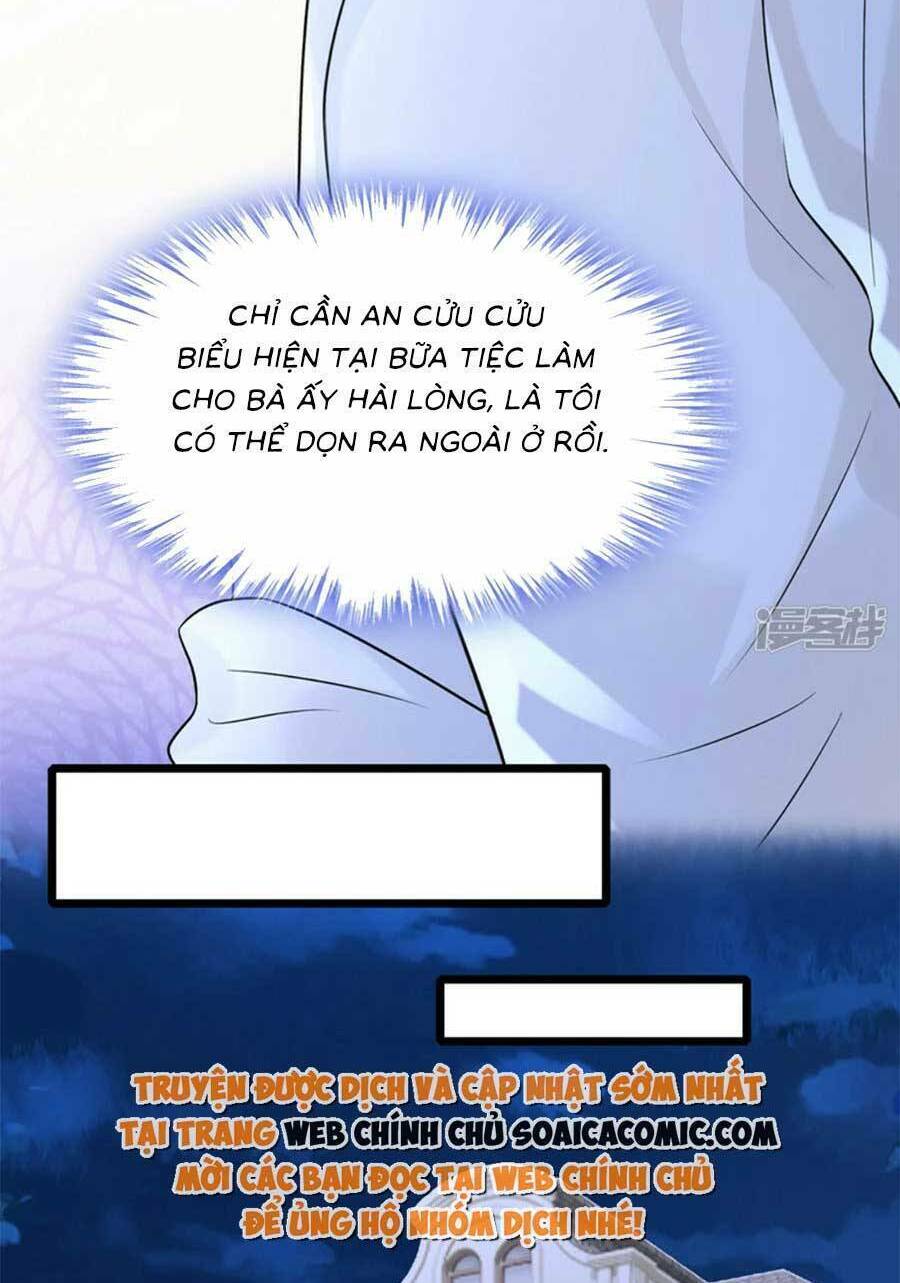 CHỈ CẦN AN CỬU CỬU
BIỂU HIỆN TẠI BỮA TIỆC LÀM
CHO BÀ ẤY HÀI LÒNG, LÀ TÔI
CÓ THỂ DỌN RA NGOÀI Ở RỒI.
漫客栈
TRUYỆN ĐƯỢC DỊCH VÀ CẬP NHẬT SỚM NHẤT
TẠI TRANG WEB CHÍNH CHỦ SOAICACOMIC.COM
MỜI CÁC BẠN ĐỌC TẠI WEB CHÍNH CHỦ
ĐỂ ỦNG HỘ NHÓM DỊCH NHÉ!